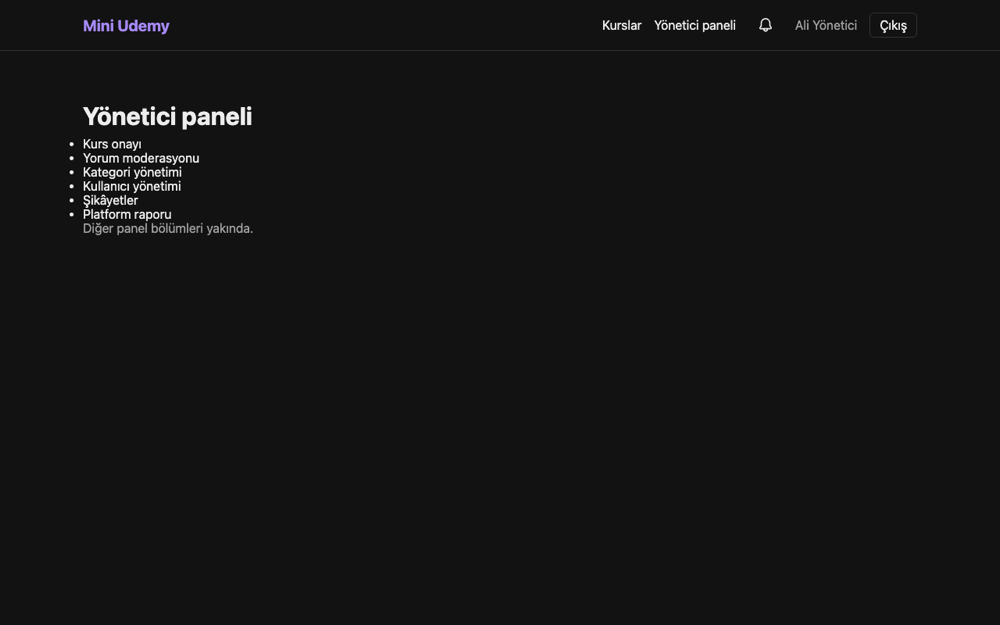 Mini Udemy
Kurslar
Yönetici paneli
Ali Yönetici
Çıkış
Yönetici paneli
Kurs onayı
Yorum moderasyonu
Kategori yönetimi
Kullanıcı yönetimi
Şikâyetler
Platform raporu
Diğer panel bölümleri yakında.